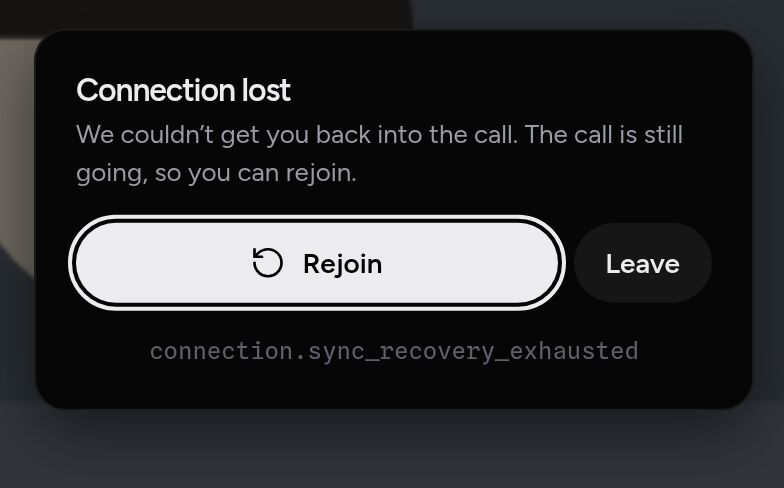 Connection lost
We couldn’t get you back into the call. The call is still
going, so you can rejoin.
Rejoin
Leave
connection.sync_recovery_exhausted